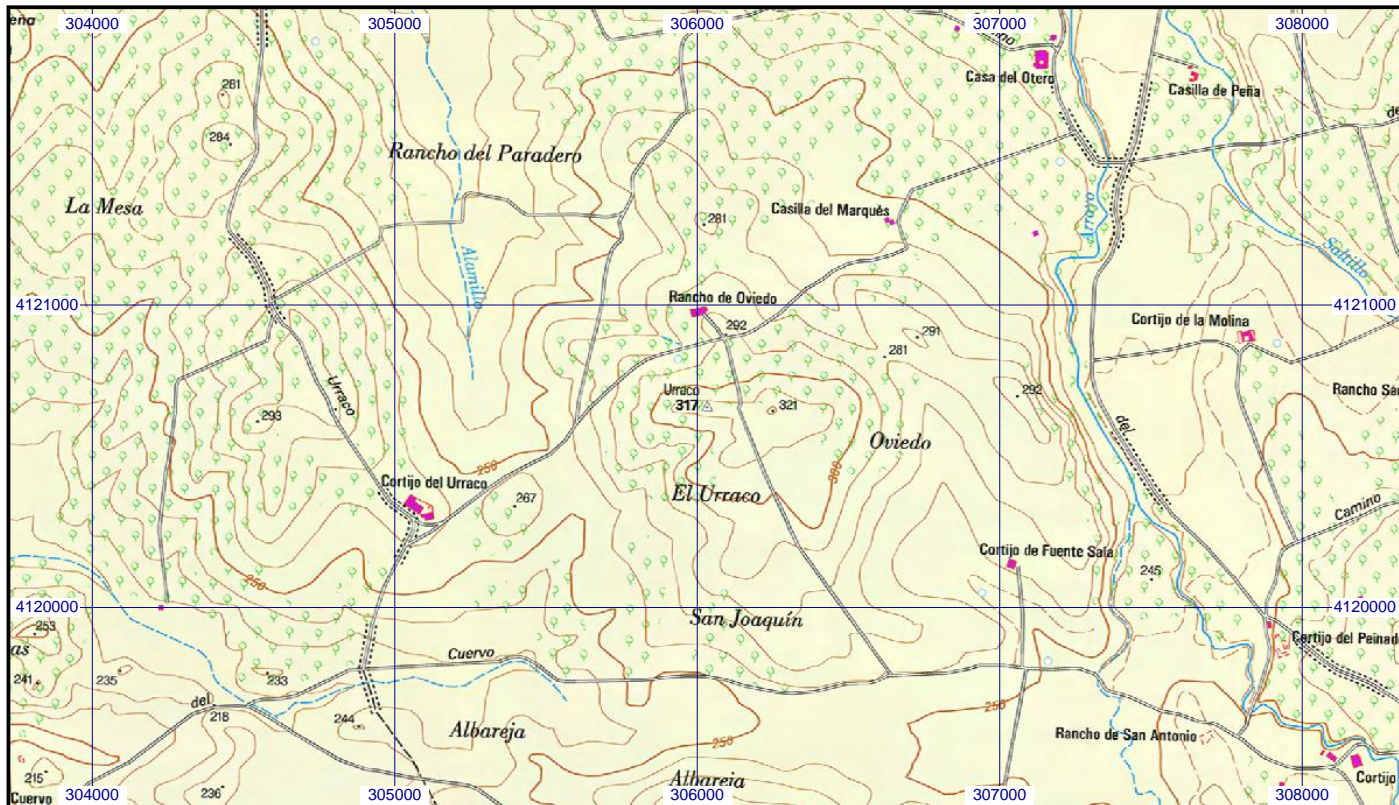 304000 305000 306000 307000 308000
ena
Casa del Otero
Casilla de Peña
281
284
Rancho del Paradero
La Mesa
Casilla del Marqués
281
Arroyo
Saltillo
Alamillo
4121000 4121000
Rancho de Oviedo
292
291
Cortijo de la Molina
281
Urraco
Urraco
317
321
292
Rancho Sa
293
Oviedo
del
250
300
Cortijo del Urraco
267
El Urraco
Camino
Cortijo de Fuente Sala
245
250
4120000 4120000
San Joaquín
253
as
Cortijo del Peinad
Cuervo
241
235
233
del
218
244
Albareja
250
250
Rancho de San Antonio
215
236
Albareja
Cortijo
Cuervo
304000 305000 306000 307000 308000